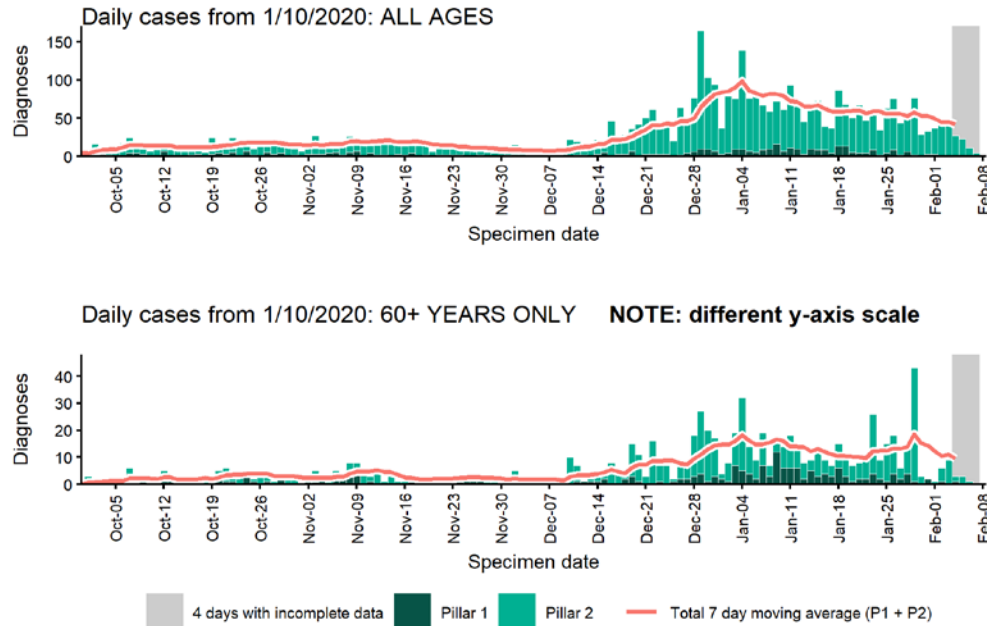 Daily cases from 1/10/2020: ALL AGES
150
100
50
0
Diagnoses
Oct-05 Oct-12 Oct-19 Oct-26 Nov-02 Nov-09 Nov-16 Nov-23 Nov-30 Dec-07 Dec-14 Dec-21 Dec-28 Jan-04 Jan-11 Jan-18 Jan-25 Feb-01 Feb-08
Specimen date
Daily cases from 1/10/2020: 60+ YEARS ONLY NOTE: different y-axis scale
40
30
20
10
0
Diagnoses
Oct-05 Oct-12 Oct-19 Oct-26 Nov-02 Nov-09 Nov-16 Nov-23 Nov-30 Dec-07 Dec-14 Dec-21 Dec-28 Jan-04 Jan-11 Jan-18 Jan-25 Feb-01 Feb-08
Specimen date
4 days with incomplete data Pillar 1 Pillar 2 Total 7 day moving average (P1 + P2)